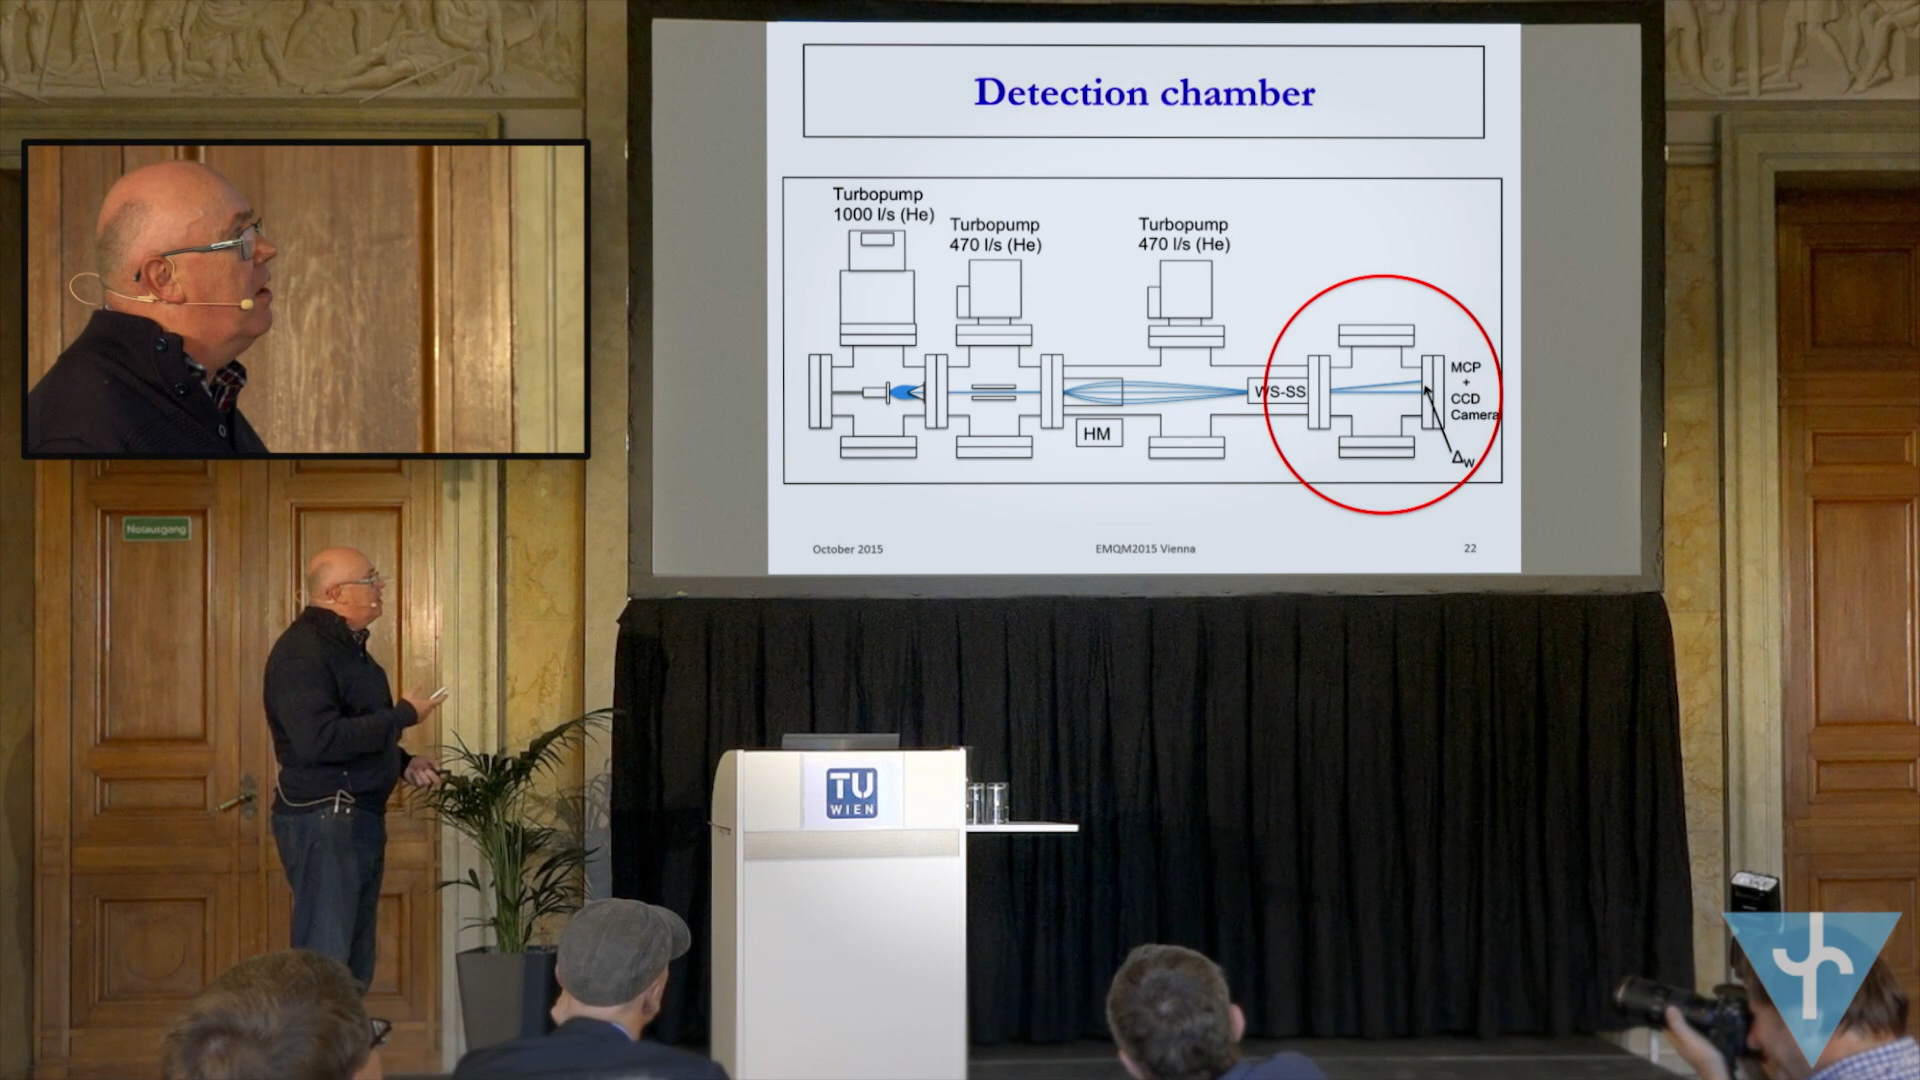 Detection chamber
Turbopump
1000 l/s (He)
Turbopump
470 l/s (He)
Turbopump
470 l/s (He)
WS-SS
HM
MCP
+
CCD
Camera
Δw
October 2015
EMQM2015 Vienna
22
Notausgang
TU
WIEN